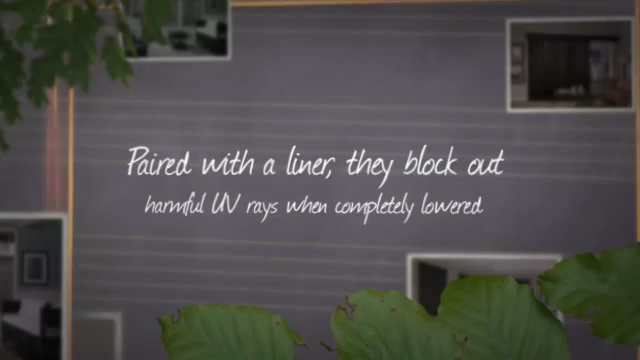 Paired with a liner, they block out
harmful UV rays when completely lowered